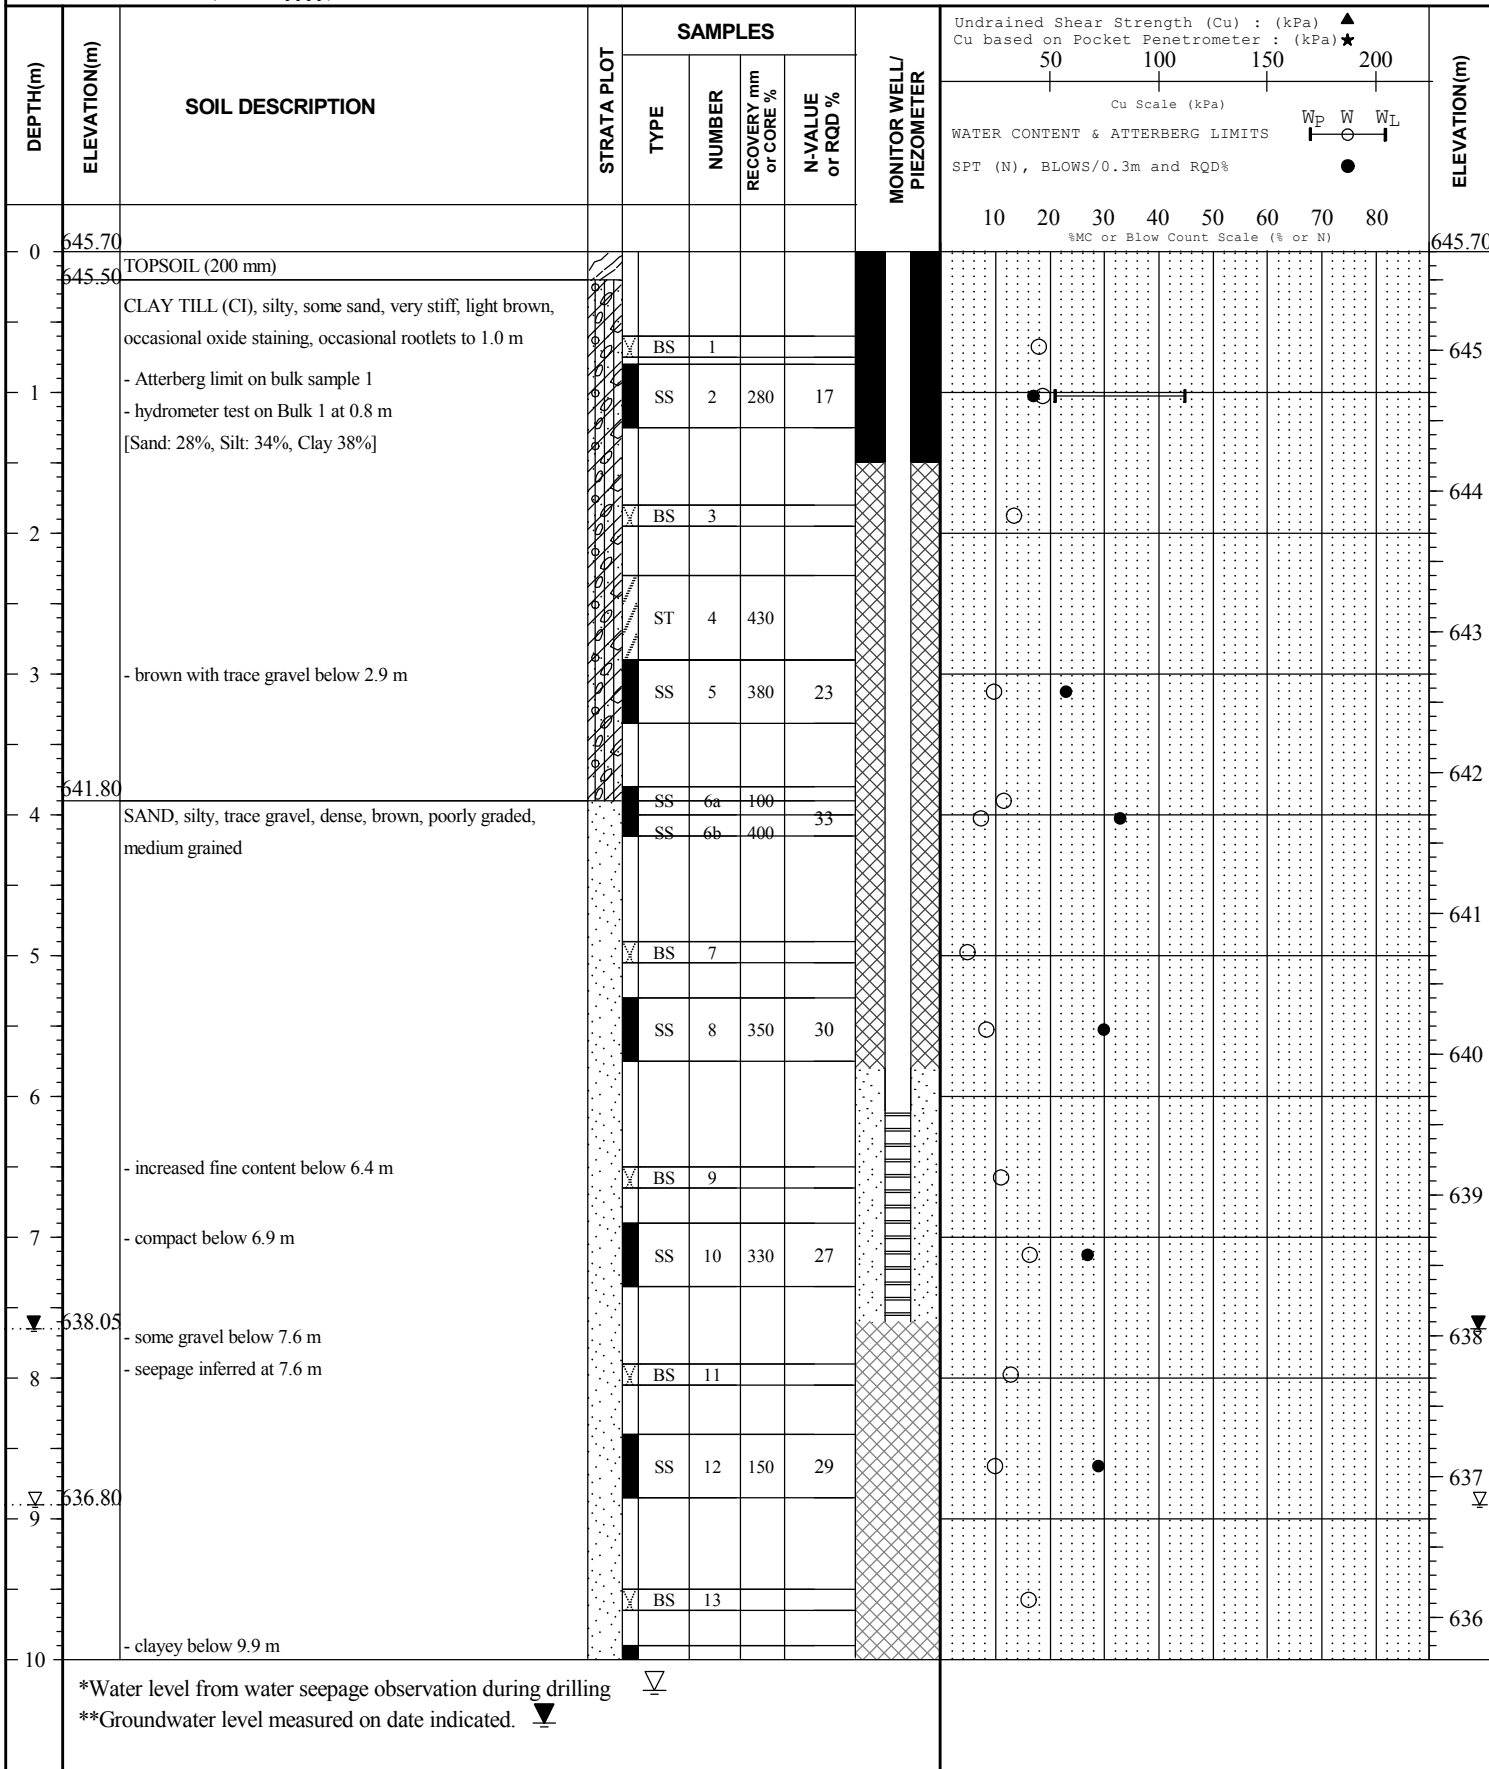 SAMPLES
DEPTH(m)
ELEVATION(m)
SOIL DESCRIPTION
STRATA PLOT
TYPE
NUMBER
RECOVERY mm
or CORE %
N-VALUE
or RQD %
MONITOR WELL/
PIEZOMETER
Undrained Shear Strength (Cu) : (kPa) ▲
Cu based on Pocket Penetrometer : (kPa) ★
50 100 150 200
Cu Scale (kPa)
WP W WL
WATER CONTENT & ATTERBERG LIMITS
SPT (N), BLOWS/0.3m and RQD% ●
10 20 30 40 50 60 70 80
%MC or Blow Count Scale (% or N)
ELEVATION(m)
0 645.70 645.70
TOPSOIL (200 mm)
645.50
CLAY TILL (CI), silty, some sand, very stiff, light brown,
occasional oxide staining, occasional rootlets to 1.0 m
BS 1 645
- Atterberg limit on bulk sample 1
1 SS 2 280 17
- hydrometer test on Bulk 1 at 0.8 m
[Sand: 28%, Silt: 34%, Clay 38%]
644
BS 3
2
ST 4 430
643
3 - brown with trace gravel below 2.9 m
SS 5 380 23
642
641.80
SS 6a 100
4 SAND, silty, trace gravel, dense, brown, poorly graded, 33
SS 6b 400
medium grained
641
5 BS 7
SS 8 350 30
640
6
- increased fine content below 6.4 m
BS 9
639
7 - compact below 6.9 m
SS 10 330 27
638.05
- some gravel below 7.6 m 638
- seepage inferred at 7.6 m
8 BS 11
SS 12 150 29
637
636.80
9
BS 13
636
- clayey below 9.9 m
10
*Water level from water seepage observation during drilling
**Groundwater level measured on date indicated.